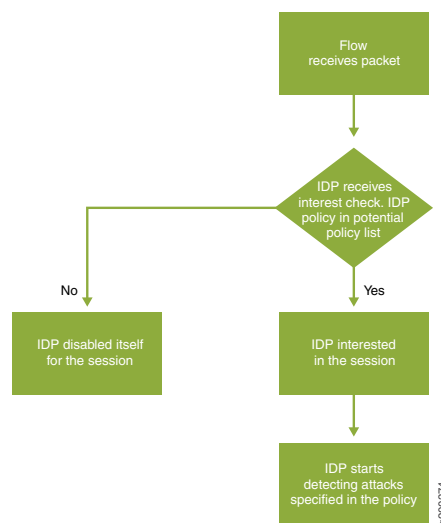 Flow
receives packet
IDP receives
interest check. IDP
policy in potential
policy list
No
Yes
IDP disabled itself
for the session
IDP interested
in the session
IDP starts
detecting attacks
specified in the policy